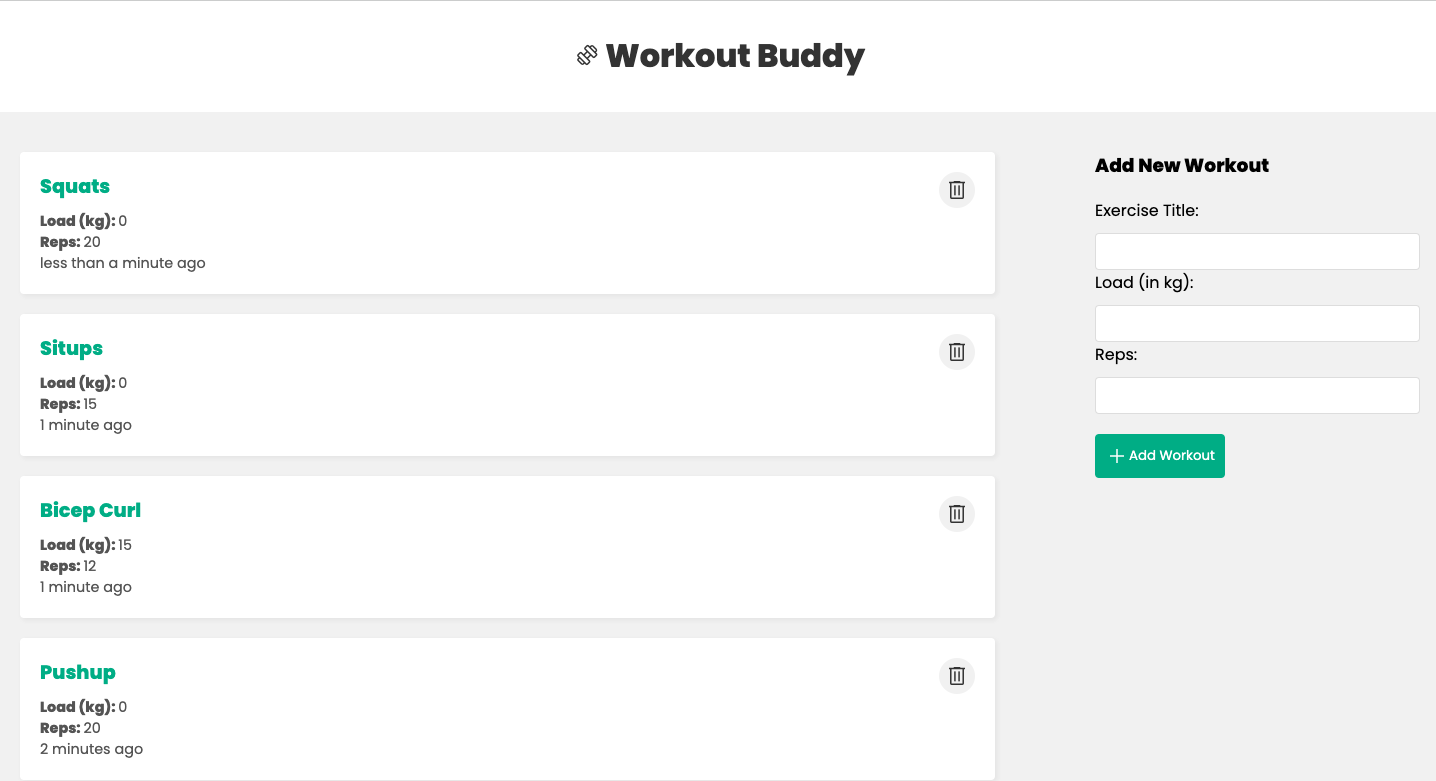 Workout Buddy
Squats
Load (kg): 0
Reps: 20
less than a minute ago
Situps
Load (kg): 0
Reps: 15
1 minute ago
Bicep Curl
Load (kg): 15
Reps: 12
1 minute ago
Pushup
Load (kg): 0
Reps: 20
2 minutes ago
Add New Workout
Exercise Title:
Load (in kg):
Reps:
Add Workout